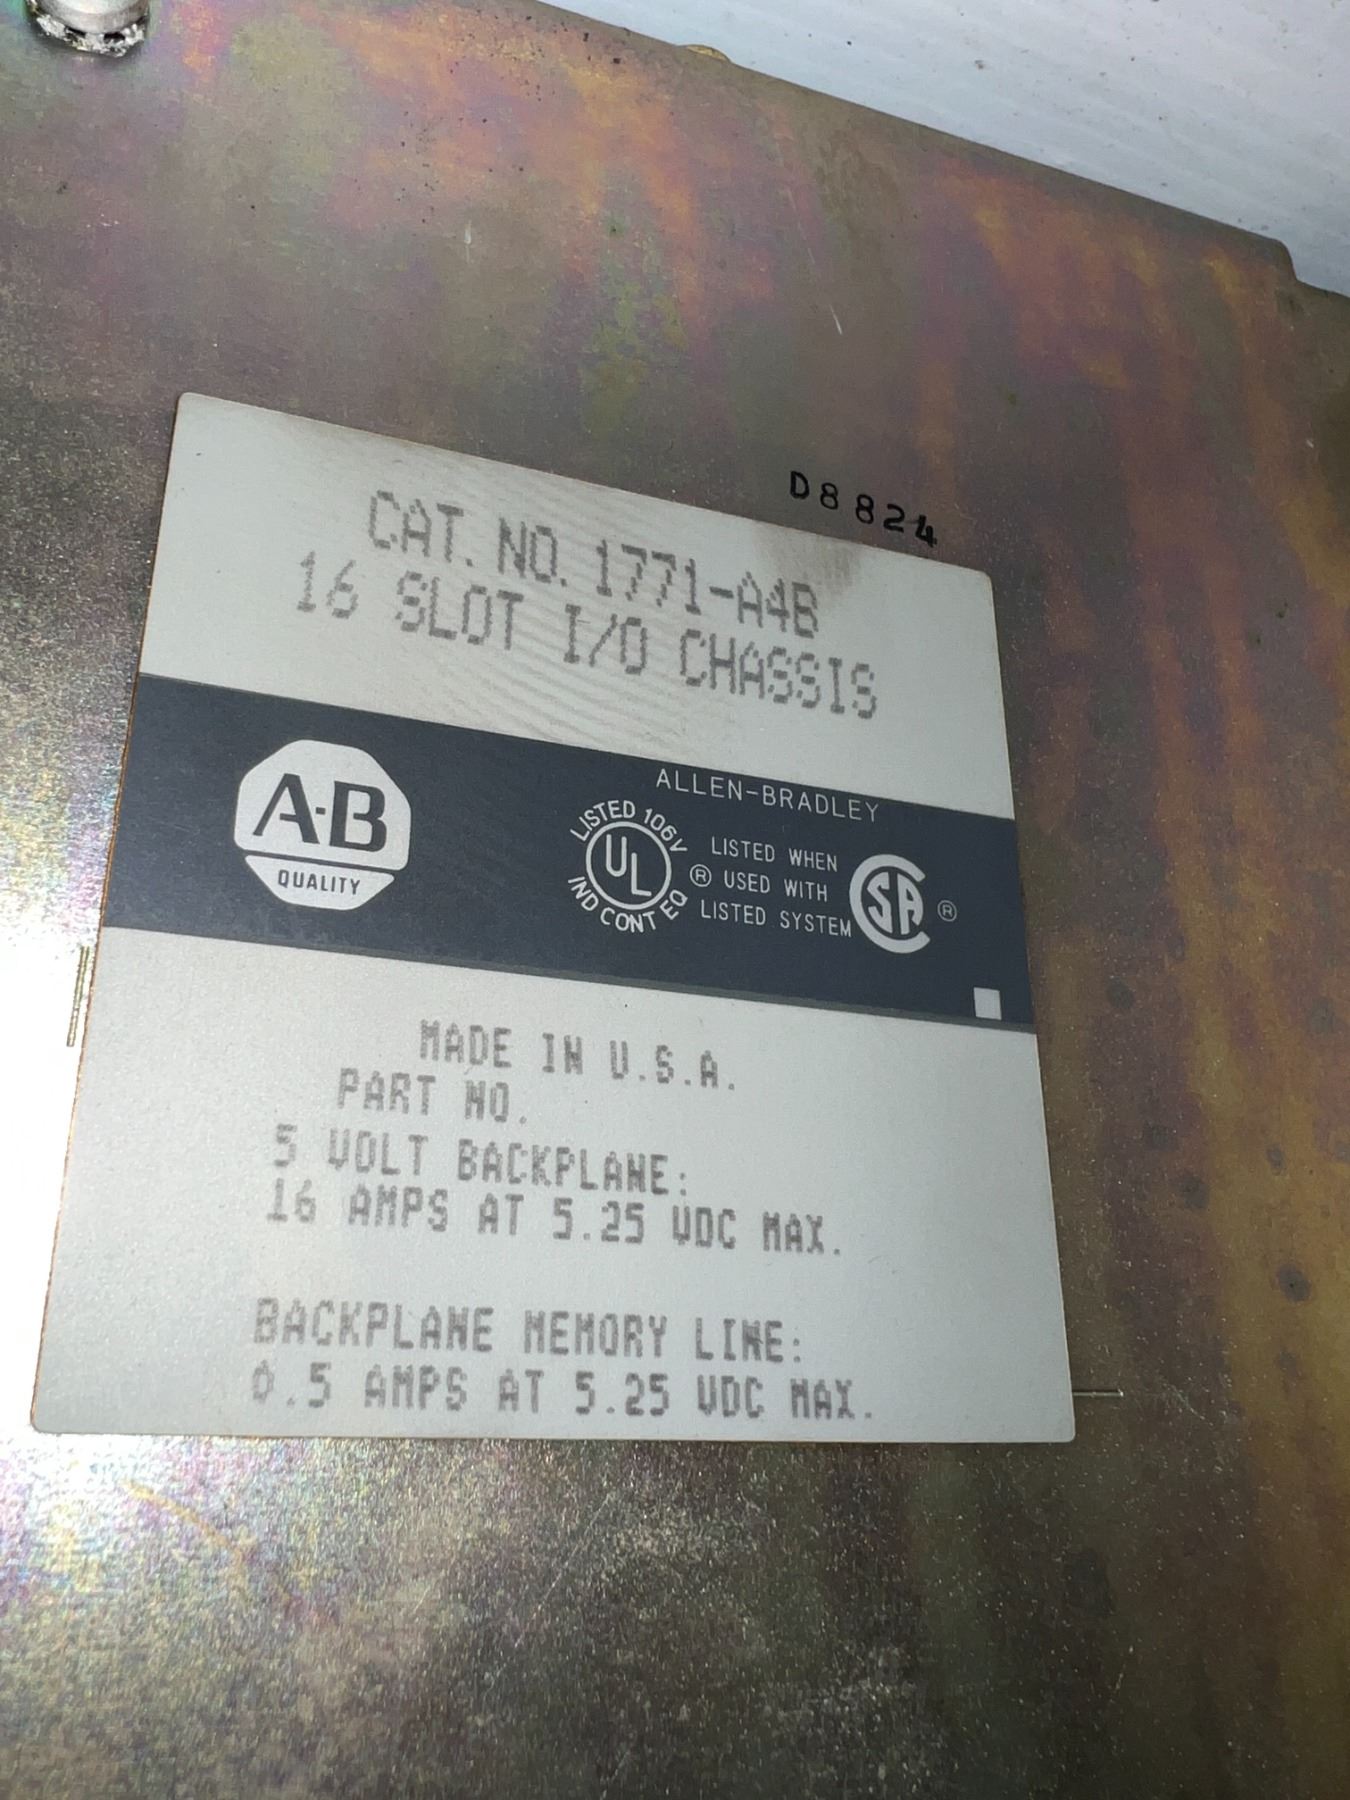 D8824
CAT. NO. 1771-A4B
16 SLOT I/O CHASSIS
ALLEN-BRADLEY
A-B
QUALITY
LISTED 106V
UL
IND CONT EQ
®
LISTED WHEN
USED WITH
LISTED SYSTEM
CSA
®
MADE IN U.S.A.
PART NO.
5 VOLT BACKPLANE:
16 AMPS AT 5.25 VDC MAX.
BACKPLANE MEMORY LINE:
0.5 AMPS AT 5.25 VDC MAX.